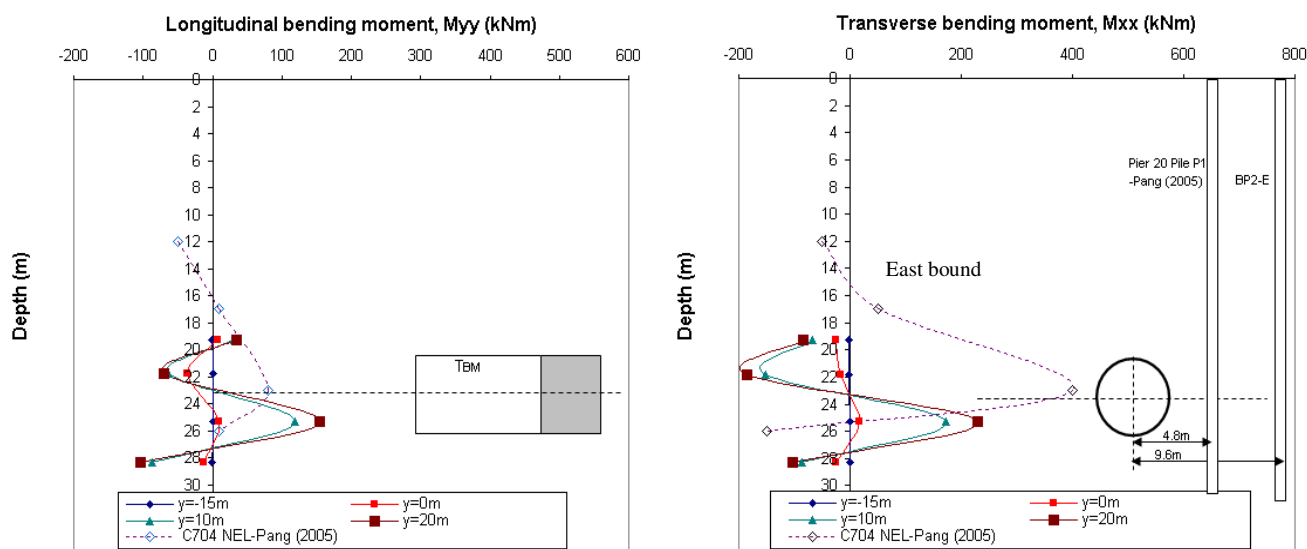 Longitudinal bending moment, Myy (kNm)
-200 -100 0 100 200 300 400 500 600
0
2
4
6
8
10
12
14
16
18
20
22
24
26
28
30
Depth (m)
TBM
y=-15m
y=0m
y=10m
y=20m
C704 NEL-Pang (2005)
Transverse bending moment, Mxx (kNm)
-200 0 200 400 600 800
0
2
4
6
8
10
12
14
16
18
20
22
24
26
28
30
Depth (m)
Pier 20 Pile P1
-Pang (2005)
BP2-E
East bound
4.8m
9.6m
y=-15m
y=0m
y=10m
y=20m
C704 NEL-Pang (2005)